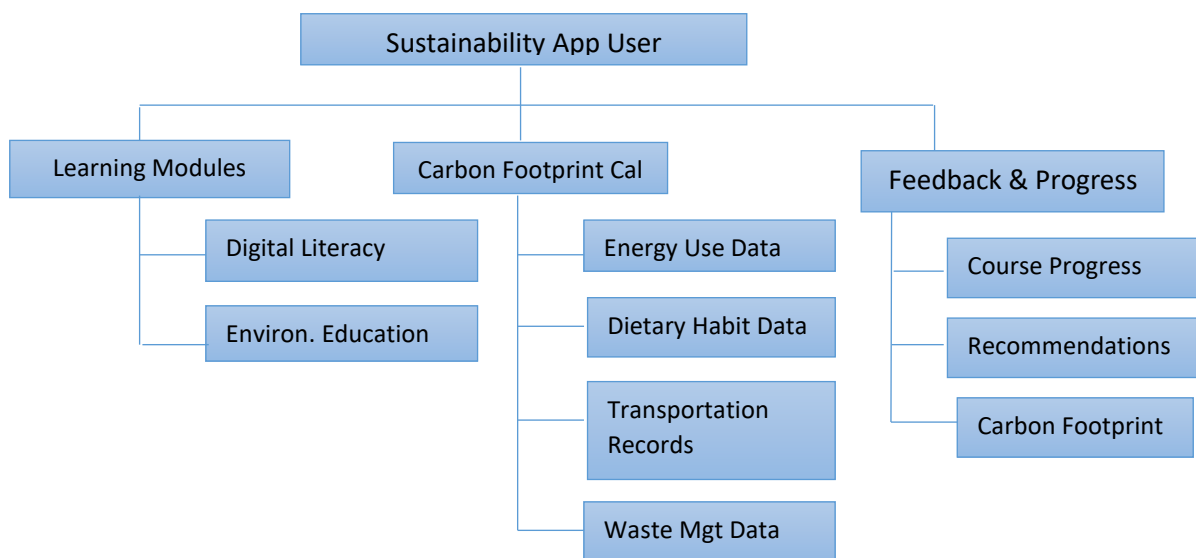 Sustainability App User
Learning Modules
Carbon Footprint Cal
Feedback & Progress
Digital Literacy
Environ. Education
Energy Use Data
Dietary Habit Data
Transportation
Records
Waste Mgt Data
Course Progress
Recommendations
Carbon Footprint